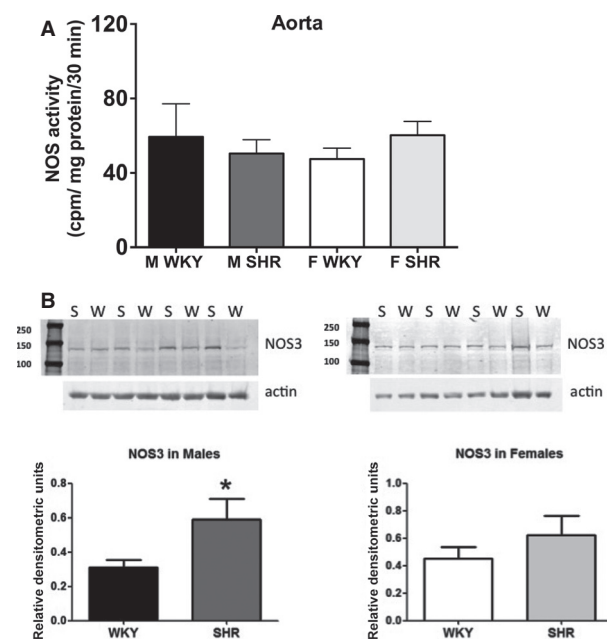 A
Aorta
NOS activity
(cpm/ mg protein/30 min)
120
80
40
0
M WKY M SHR F WKY F SHR
B
S W S W S W S W
250
150
100
NOS3
actin
S W S W S W S W
250
150
100
NOS3
actin
NOS3 in Males
Relative densitometric units
0.8
0.6
0.4
0.2
0.0
*
WKY SHR
NOS3 in Females
Relative densitometric units
1.0
0.8
0.6
0.4
0.2
0.0
WKY SHR